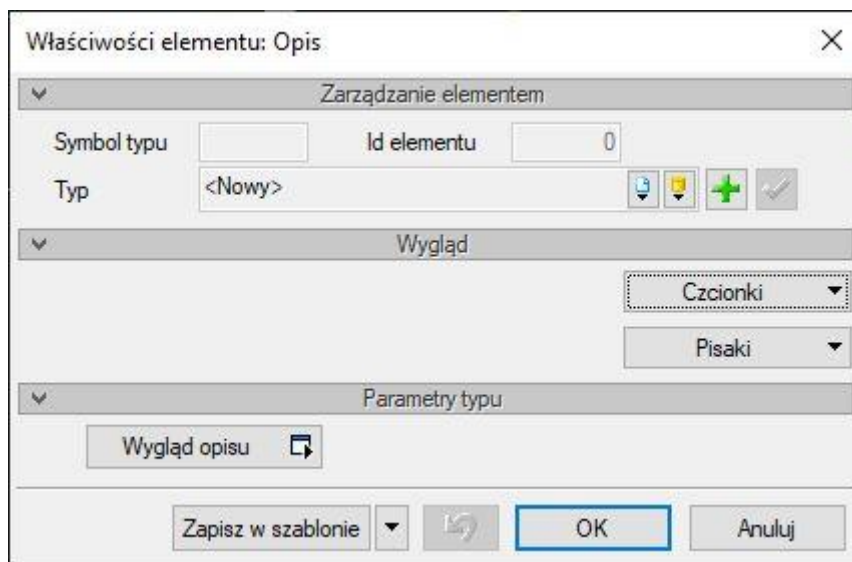 Właściwości elementu: Opis
Zarządzanie elementem
Symbol typu Id elementu 0
Typ <Nowy>
Wygląd
Czcionki
Pisaki
Parametry typu
Wygląd opisu
Zapisz w szablonie OK Anuluj